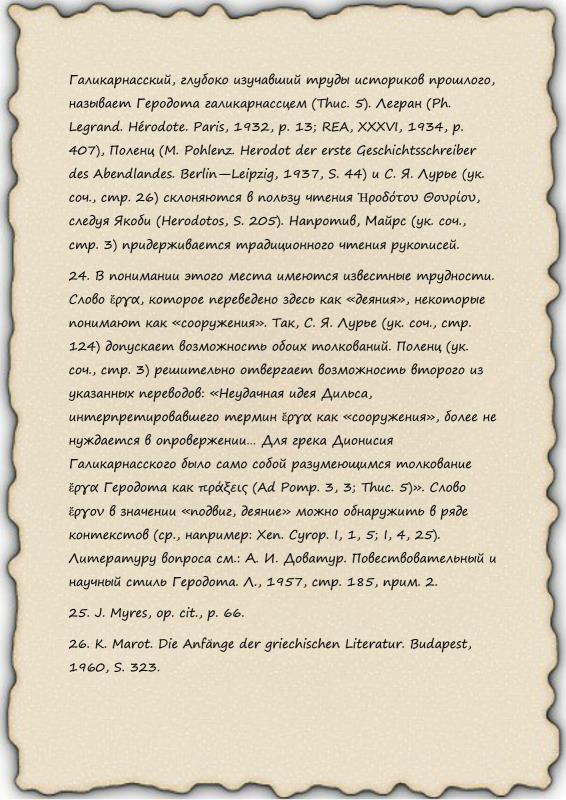 Галикарнасский, глубоко изучавший труды историков прошлого,
называет Геродота галикарнассцем (Thuc. 5). Легран (Ph.
Legrand. Hérodote. Paris, 1932, p. 13; REA, XXXVI, 1934, p.
407), Поленц (M. Pohlenz. Herodot der erste Geschichtsschreiber
des Abendlandes. Berlin—Leipzig, 1937, S. 44) и С. Я. Лурье (ук.
соч., стр. 26) склоняются в пользу чтения Ἡροδότου Θουρίου,
следуя Якоби (Herodotos, S. 205). Напротив, Майрс (ук. соч.,
стр. 3) придерживается традиционного чтения рукописей.
24. В понимании этого места имеются известные трудности.
Слово ἔργα, которое переведено здесь как «деяния», некоторые
понимают как «сооружения». Так, С. Я. Лурье (ук. соч., стр.
124) допускает возможность обоих толкований. Поленц (ук.
соч., стр. 3) решительно отвергает возможность второго из
указанных переводов: «Неудачная идея Дильса,
интерпретировавшего термин ἔργα как «сооружения», более не
нуждается в опровержении... Для грека Дионисия
Галикарнасского было само собой разумеющимся толкование
ἔργα Геродота как πράξεις (Ad Pomp. 3, 3; Thuc. 5)». Слово
ἔργον в значении «подвиг, деяние» можно обнаружить в ряде
контекстов (ср., например: Xen. Cyrop. I, 1, 5; I, 4, 25).
Литературу вопроса см.: А. И. Доватур. Повествовательный и
научный стиль Геродота. Л., 1957, стр. 185, прим. 2.
25. J. Myres, op. cit., p. 66.
26. K. Marot. Die Anfänge der griechischen Literatur. Budapest,
1960, S. 323.